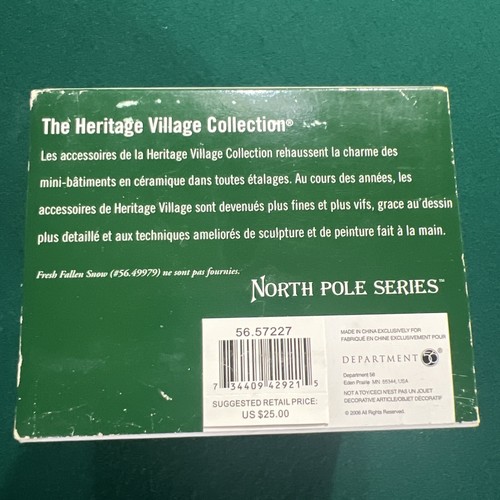 The Heritage Village Collection®
Les accessoires de la Heritage Village Collection rehaussent la charme des
mini-bâtiments en céramique dans toutes étalages. Au cours des années, les
accessoires de Heritage Village sont devenués plus fines et plus vifs, grace au dessin
plus detaillé et aux techniques ameliorés de sculpture et de peinture fait à la main.
Fresh Fallen Snow (#56.49979) ne sont pas fournies.
NORTH POLE SERIES™
56.57227
7 34409 42921 5
SUGGESTED RETAIL PRICE:
US $25.00
MADE IN CHINA EXCLUSIVELY FOR
FABRIQUÉ EN CHINE EXCLUSIVEMENT POUR
DEPARTMENT 56
Department 56
Eden Prairie MN. 55344, USA
NOT A TOY/CECI N'EST PAS UN JOUET
DECORATIVE ARTICLE/OBJET DÉCORATIF
© 2006 All Rights Reserved.